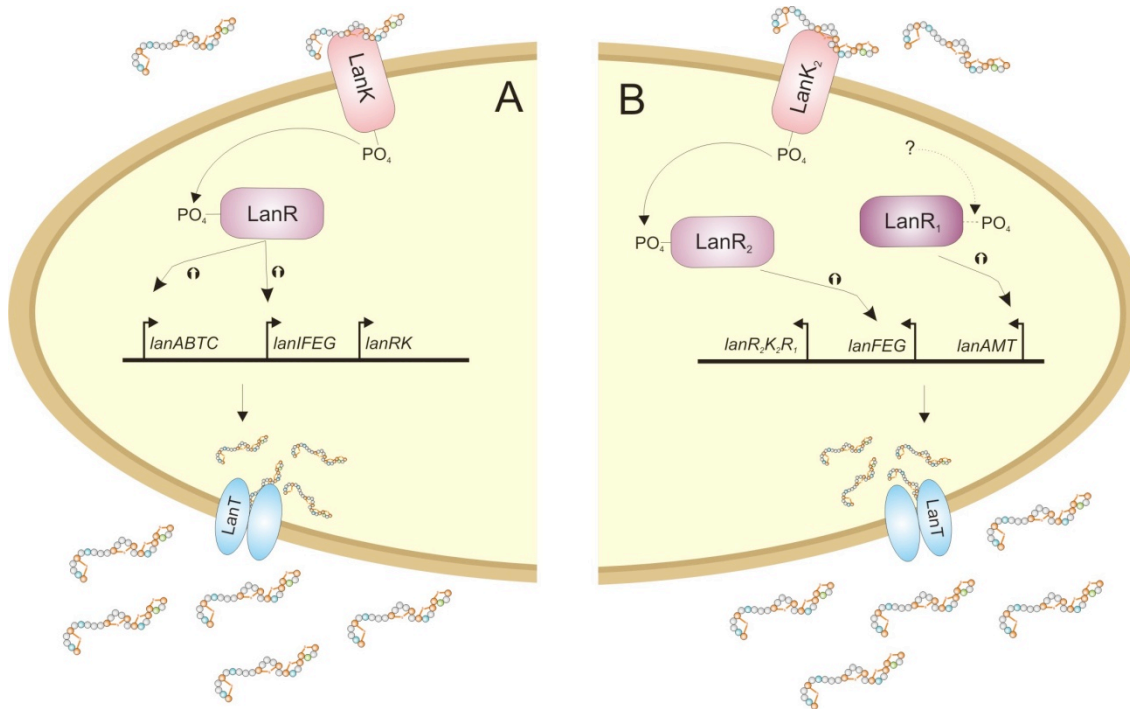 A
LanK
PO₄
PO₄
LanR
lanABTC
lanIFEG
lanRK
LanT
B
LanK₂
PO₄
?
PO₄
LanR₂
LanR₁
PO₄
lanR₂K₂R₁
lanFEG
lanAMT
LanT